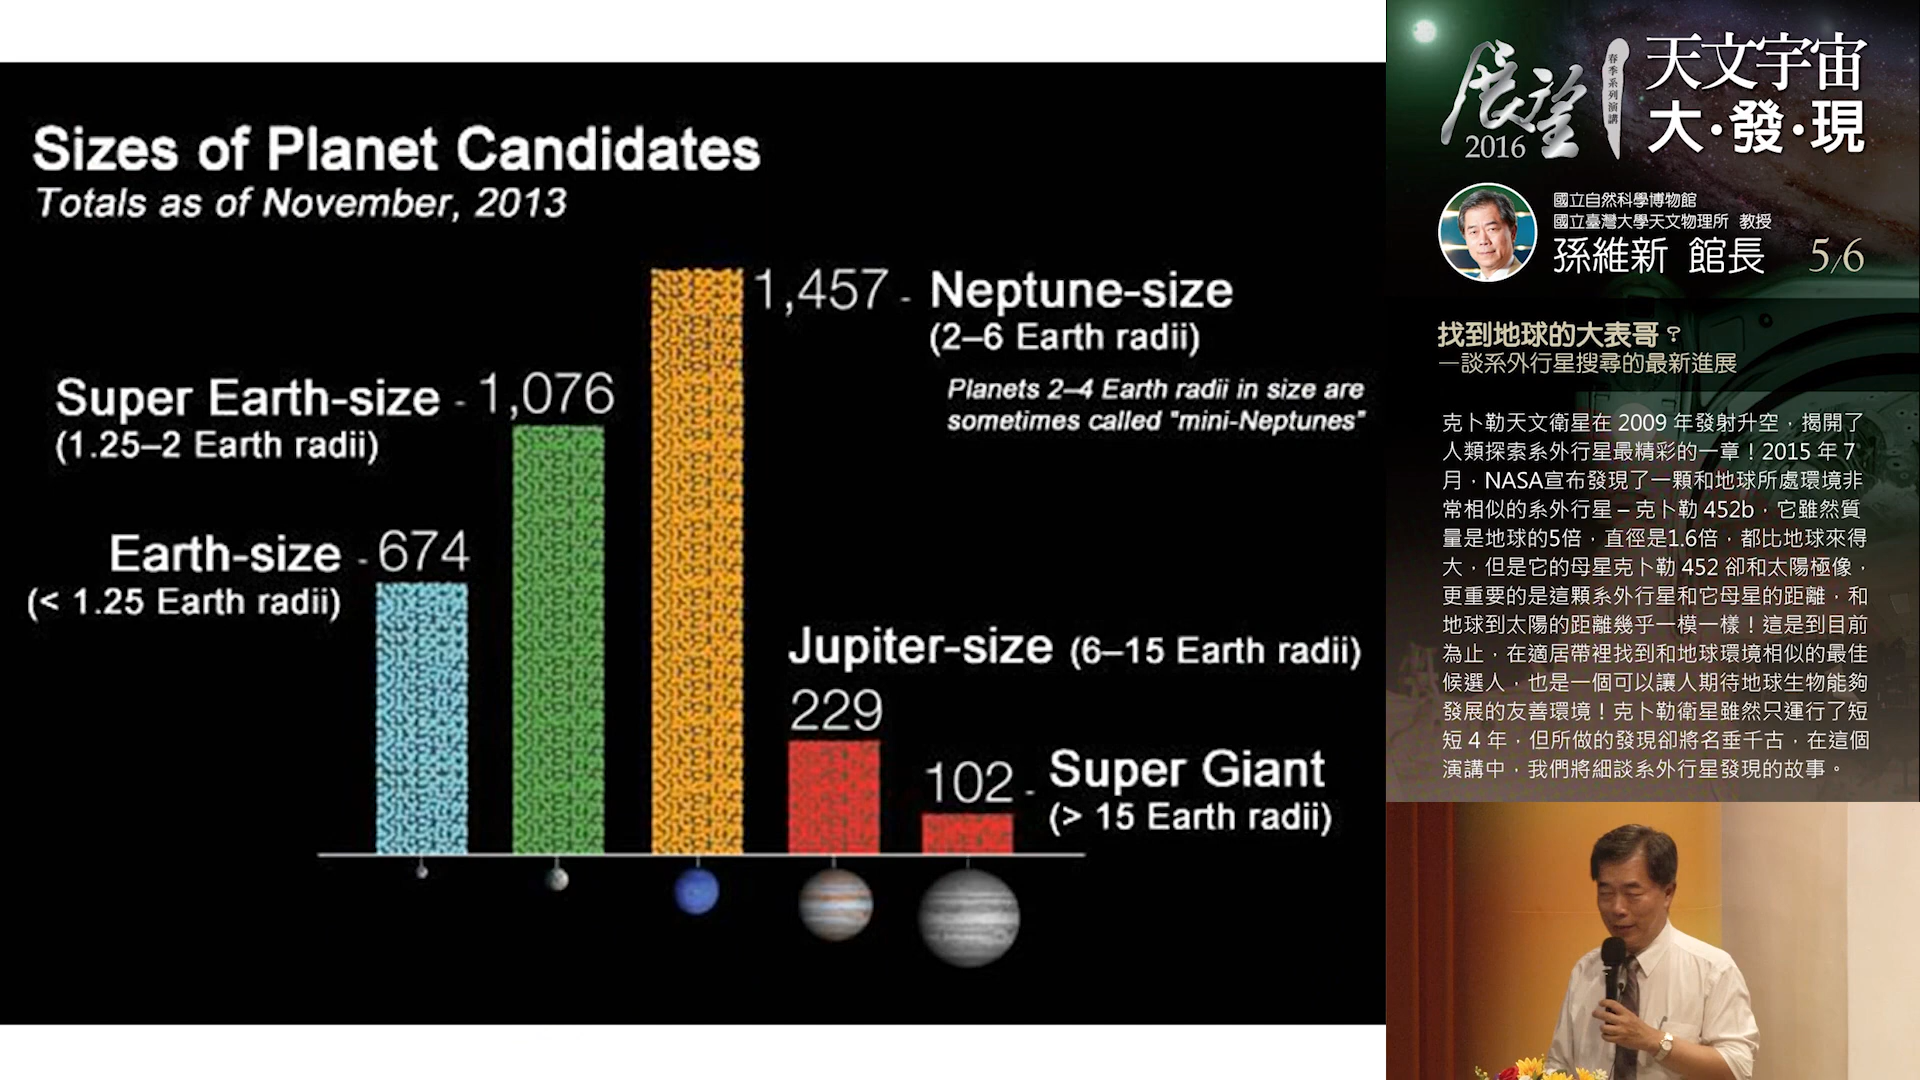 Sizes of Planet Candidates
Totals as of November, 2013
1,457 - Neptune-size
(2–6 Earth radii)
Planets 2–4 Earth radii in size are
sometimes called "mini-Neptunes"
Super Earth-size - 1,076
(1.25–2 Earth radii)
Earth-size - 674
(< 1.25 Earth radii)
Jupiter-size (6–15 Earth radii)
229
102 - Super Giant
(> 15 Earth radii)
展望
2016
春季系列演講
天文宇宙
大·發·現
國立自然科學博物館
國立臺灣大學天文物理所 教授
孫維新 館長 5/6
找到地球的大表哥？
—談系外行星搜尋的最新進展
克卜勒天文衛星在 2009 年發射升空，揭開了
人類探索系外行星最精彩的一章！2015 年 7
月，NASA宣布發現了一顆和地球所處環境非
常相似的系外行星 – 克卜勒 452b，它雖然質
量是地球的5倍，直徑是1.6倍，都比地球來得
大，但是它的母星克卜勒 452 卻和太陽極像，
更重要的是這顆系外行星和它母星的距離，和
地球到太陽的距離幾乎一模一樣！這是到目前
為止，在適居帶裡找到和地球環境相似的最佳
候選人，也是一個可以讓人期待地球生物能夠
發展的友善環境！克卜勒衛星雖然只運行了短
短 4 年，但所做的發現卻將名垂千古，在這個
演講中，我們將細談系外行星發現的故事。